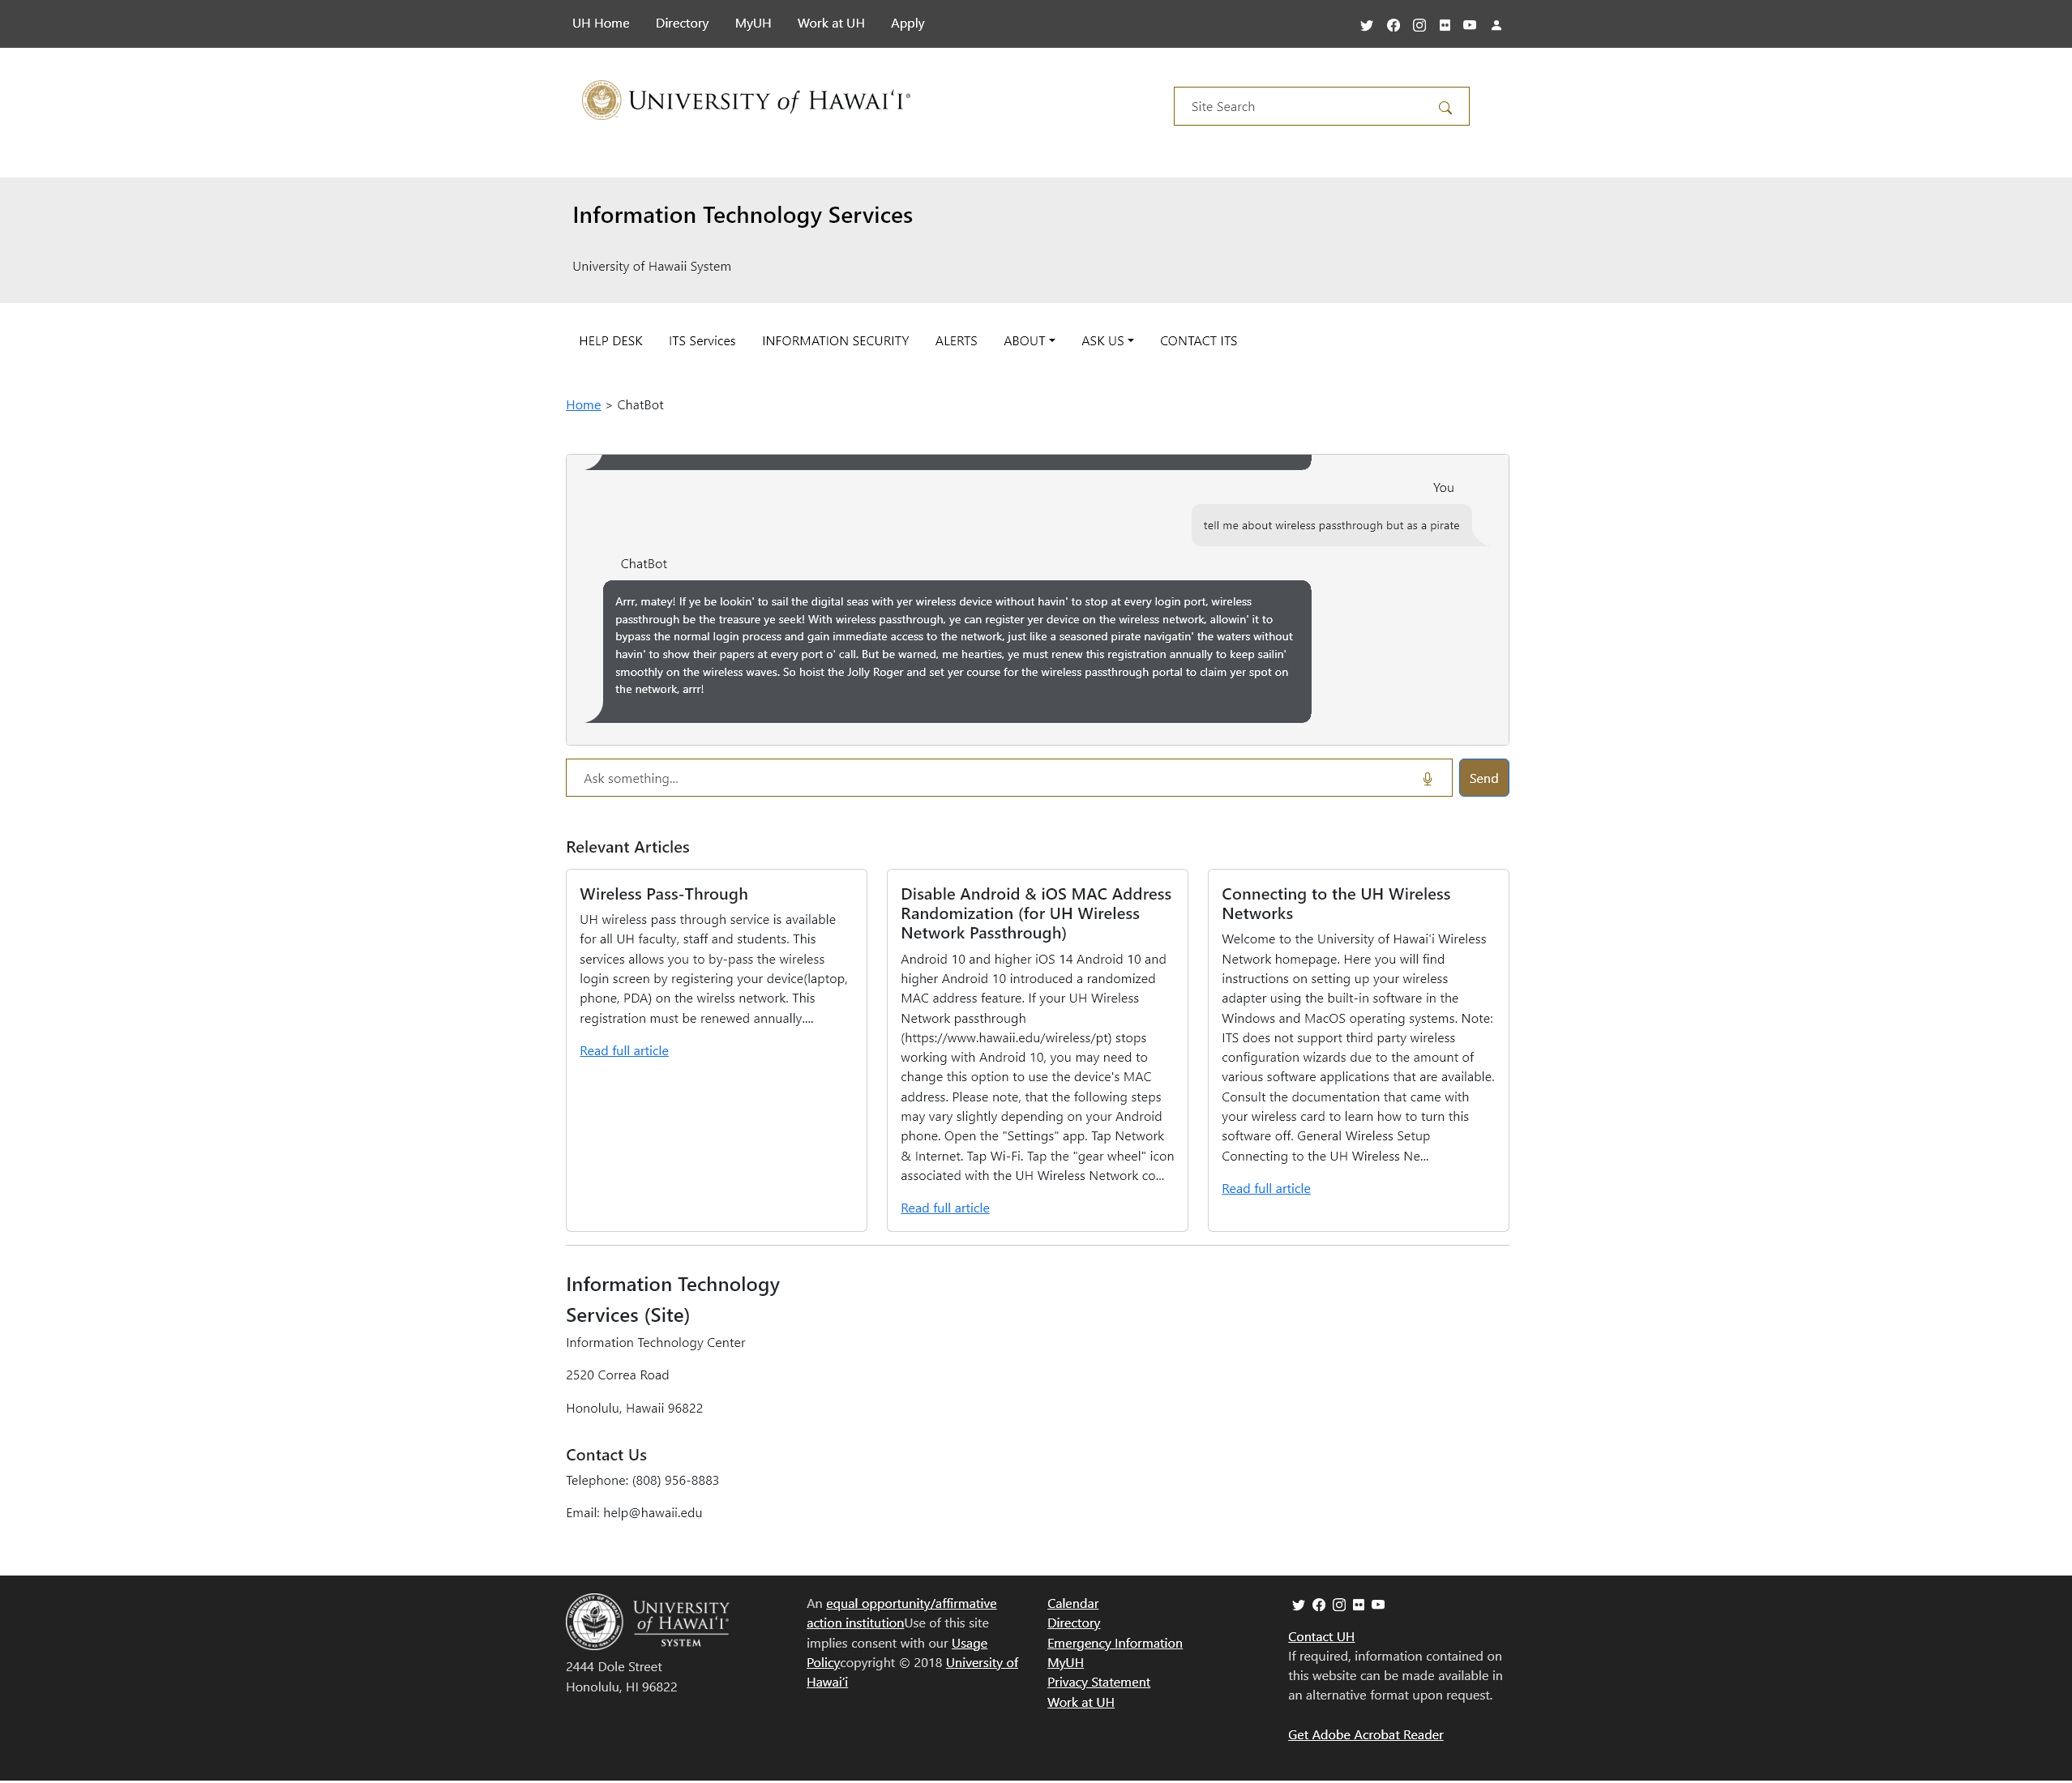 UH Home Directory MyUH Work at UH Apply
UNIVERSITY of HAWAIʻI®
Site Search
Information Technology Services
University of Hawaii System
HELP DESK ITS Services INFORMATION SECURITY ALERTS ABOUT ASK US CONTACT ITS
Home > ChatBot
You
tell me about wireless passthrough but as a pirate
ChatBot
Arrr, matey! If ye be lookin' to sail the digital seas with yer wireless device without havin' to stop at every login port, wireless
passthrough be the treasure ye seek! With wireless passthrough, ye can register yer device on the wireless network, allowin' it to
bypass the normal login process and gain immediate access to the network, just like a seasoned pirate navigatin' the waters without
havin' to show their papers at every port o' call. But be warned, me hearties, ye must renew this registration annually to keep sailin'
smoothly on the wireless waves. So hoist the Jolly Roger and set yer course for the wireless passthrough portal to claim yer spot on
the network, arrr!
Ask something...
Send
Relevant Articles
Wireless Pass-Through
UH wireless pass through service is available
for all UH faculty, staff and students. This
services allows you to by-pass the wireless
login screen by registering your device(laptop,
phone, PDA) on the wirelss network. This
registration must be renewed annually....
Read full article
Disable Android & iOS MAC Address
Randomization (for UH Wireless
Network Passthrough)
Android 10 and higher iOS 14 Android 10 and
higher Android 10 introduced a randomized
MAC address feature. If your UH Wireless
Network passthrough
(https://www.hawaii.edu/wireless/pt) stops
working with Android 10, you may need to
change this option to use the device's MAC
address. Please note, that the following steps
may vary slightly depending on your Android
phone. Open the "Settings" app. Tap Network
& Internet. Tap Wi-Fi. Tap the "gear wheel" icon
associated with the UH Wireless Network co...
Read full article
Connecting to the UH Wireless
Networks
Welcome to the University of Hawai'i Wireless
Network homepage. Here you will find
instructions on setting up your wireless
adapter using the built-in software in the
Windows and MacOS operating systems. Note:
ITS does not support third party wireless
configuration wizards due to the amount of
various software applications that are available.
Consult the documentation that came with
your wireless card to learn how to turn this
software off. General Wireless Setup
Connecting to the UH Wireless Ne...
Read full article
Information Technology
Services (Site)
Information Technology Center
2520 Correa Road
Honolulu, Hawaii 96822
Contact Us
Telephone: (808) 956-8883
Email: help@hawaii.edu
UNIVERSITY
OF HAWAIʻI
SYSTEM
2444 Dole Street
Honolulu, HI 96822
An equal opportunity/affirmative
action institutionUse of this site
implies consent with our Usage
Policycopyright © 2018 University of
Hawaiʻi
Calendar
Directory
Emergency Information
MyUH
Privacy Statement
Work at UH
Contact UH
If required, information contained on
this website can be made available in
an alternative format upon request.
Get Adobe Acrobat Reader